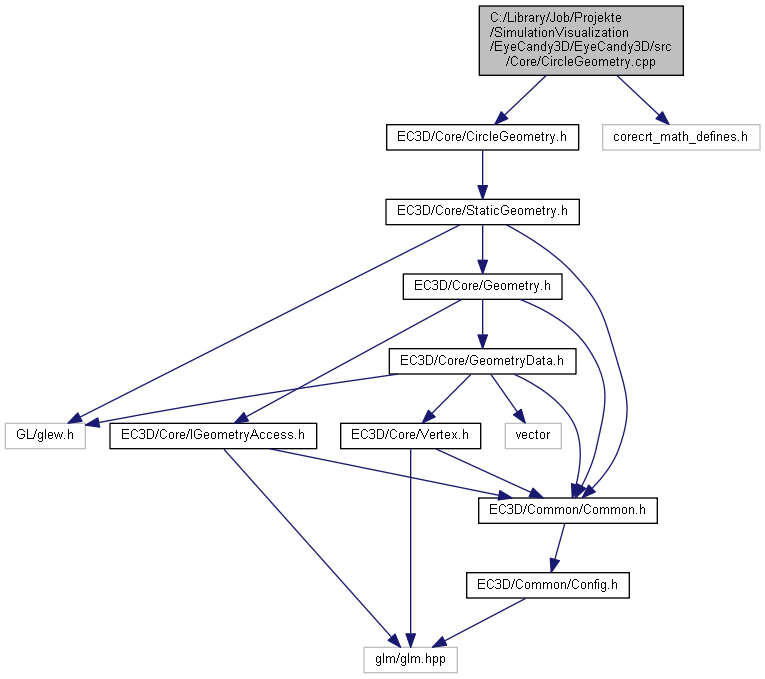 C:/Library/Job/Projekte
/SimulationVisualization
/EyeCandy3D/EyeCandy3D/src
/Core/CircleGeometry.cpp
EC3D/Core/CircleGeometry.h
corecrt_math_defines.h
EC3D/Core/StaticGeometry.h
EC3D/Core/Geometry.h
EC3D/Core/GeometryData.h
GL/glew.h
EC3D/Core/IGeometryAccess.h
EC3D/Core/Vertex.h
vector
EC3D/Common/Common.h
EC3D/Common/Config.h
glm/glm.hpp